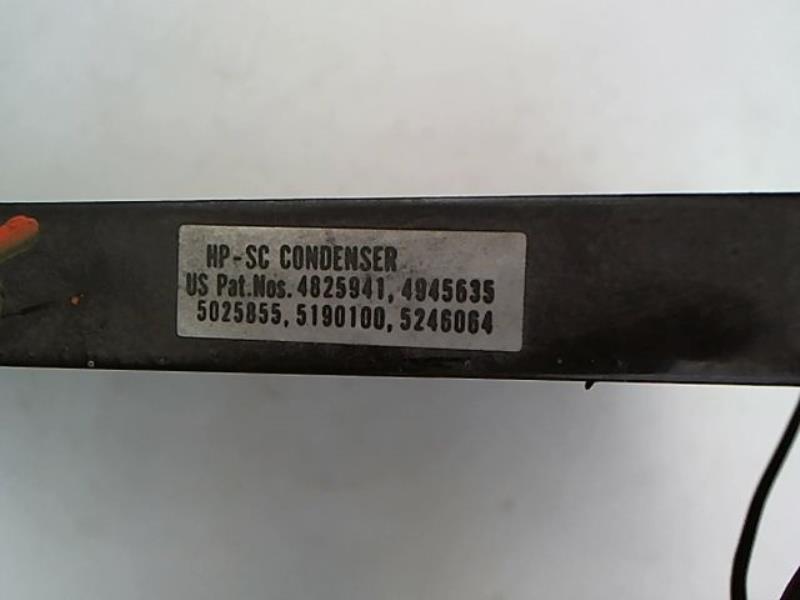 HP-SC CONDENSER
US Pat.Nos. 4825941, 4945635
5025855, 5190100, 5246064